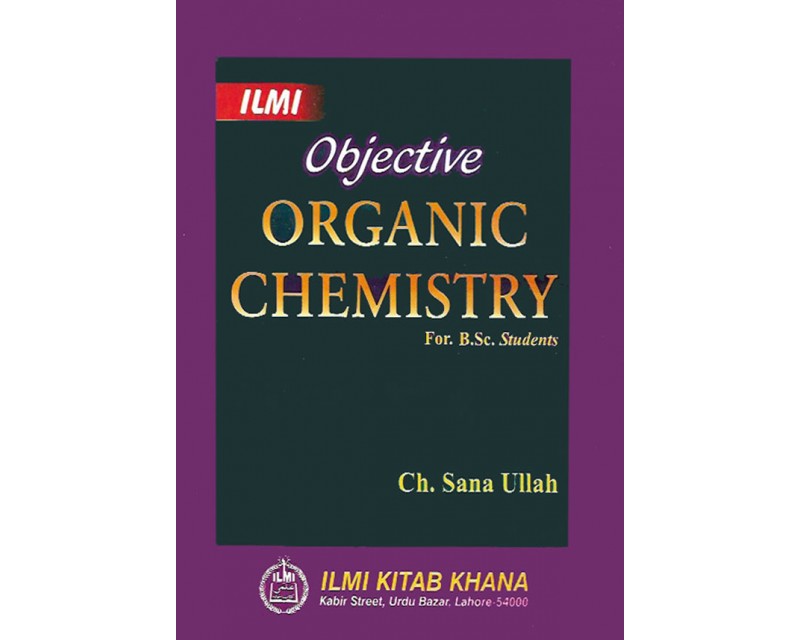 ILMI
Objective
ORGANIC
CHEMISTRY
For. B.Sc. Students
Ch. Sana Ullah
ILMI
ILMI KITAB KHANA
Kabir Street, Urdu Bazar, Lahore-54000